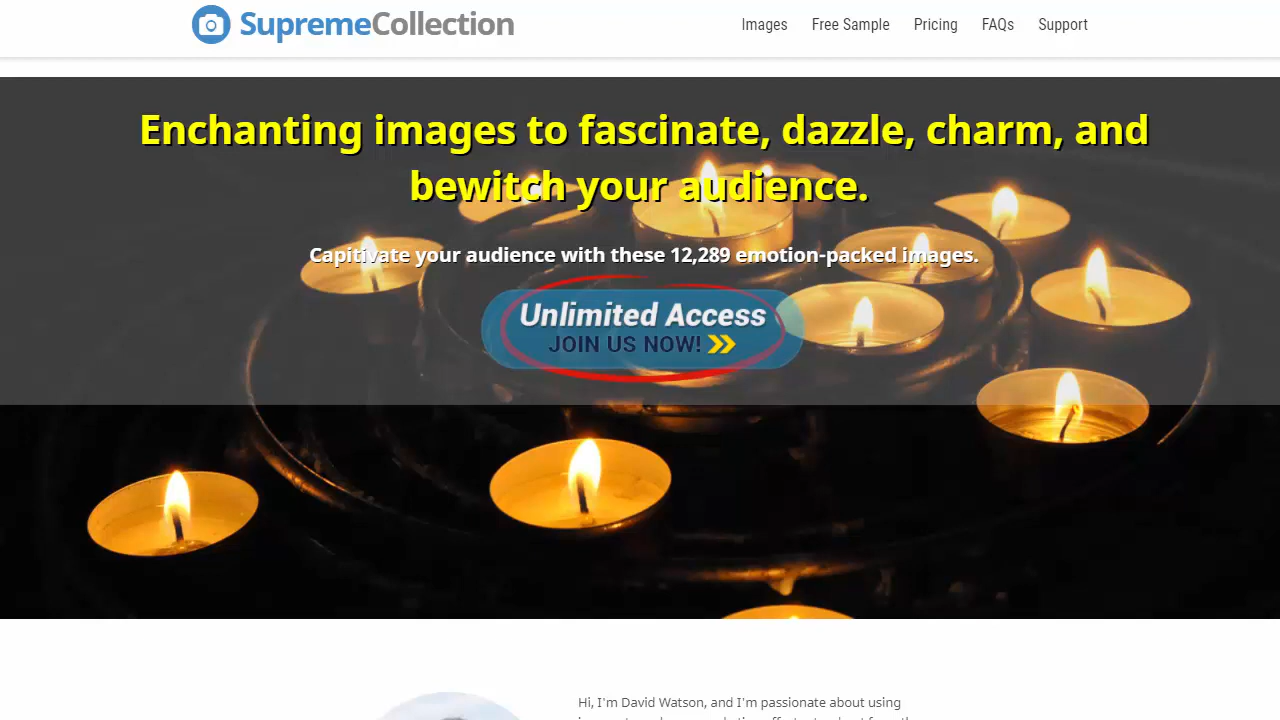 SupremeCollection
Images Free Sample Pricing FAQs Support
Enchanting images to fascinate, dazzle, charm, and
bewitch your audience.
Capitivate your audience with these 12,289 emotion-packed images.
Unlimited Access
JOIN US NOW!
Hi, I'm David Watson, and I'm passionate about using